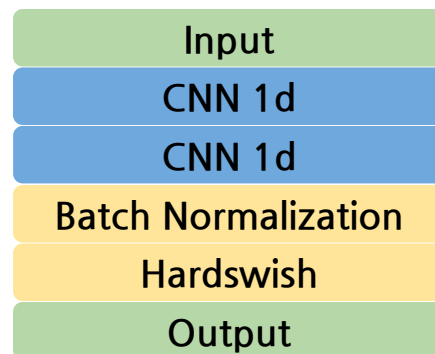 Input
CNN 1d
CNN 1d
Batch Normalization
Hardswish
Output